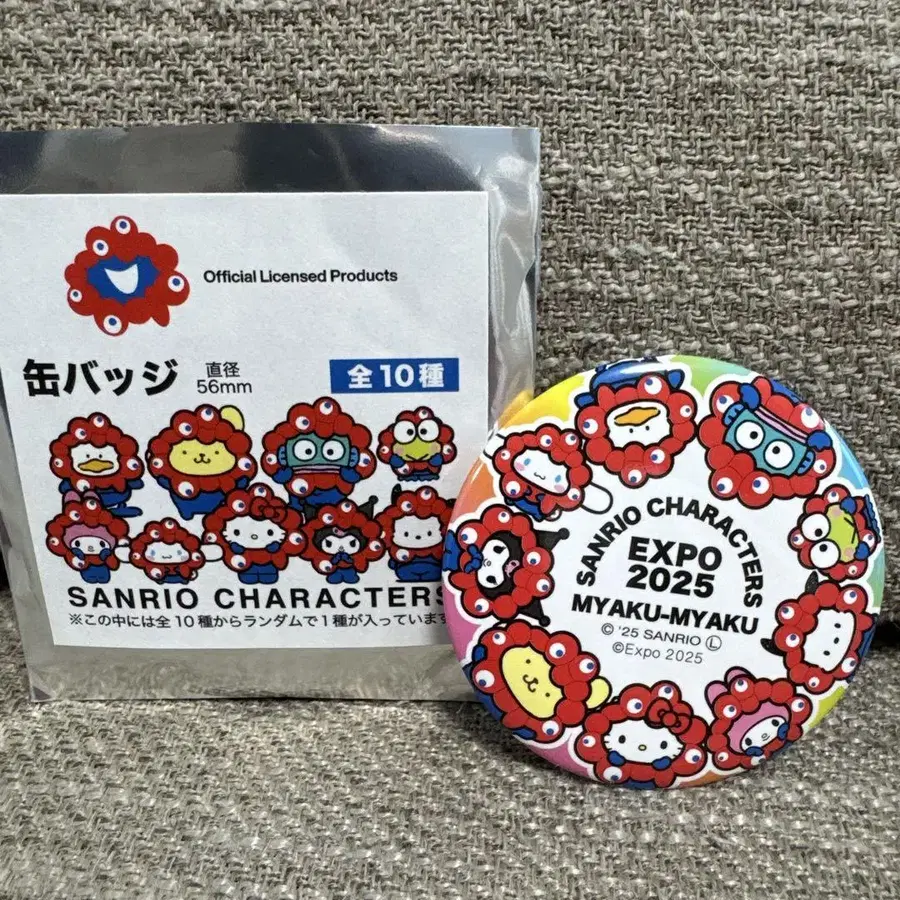 Official Licensed Products
缶バッジ
直径
56mm
全10種
SANRIO CHARACTERS
※この中には全10種からランダムで1種が入っています
SANRIO CHARACTERS
EXPO
2025
MYAKU-MYAKU
© '25 SANRIO Ⓛ
©Expo 2025